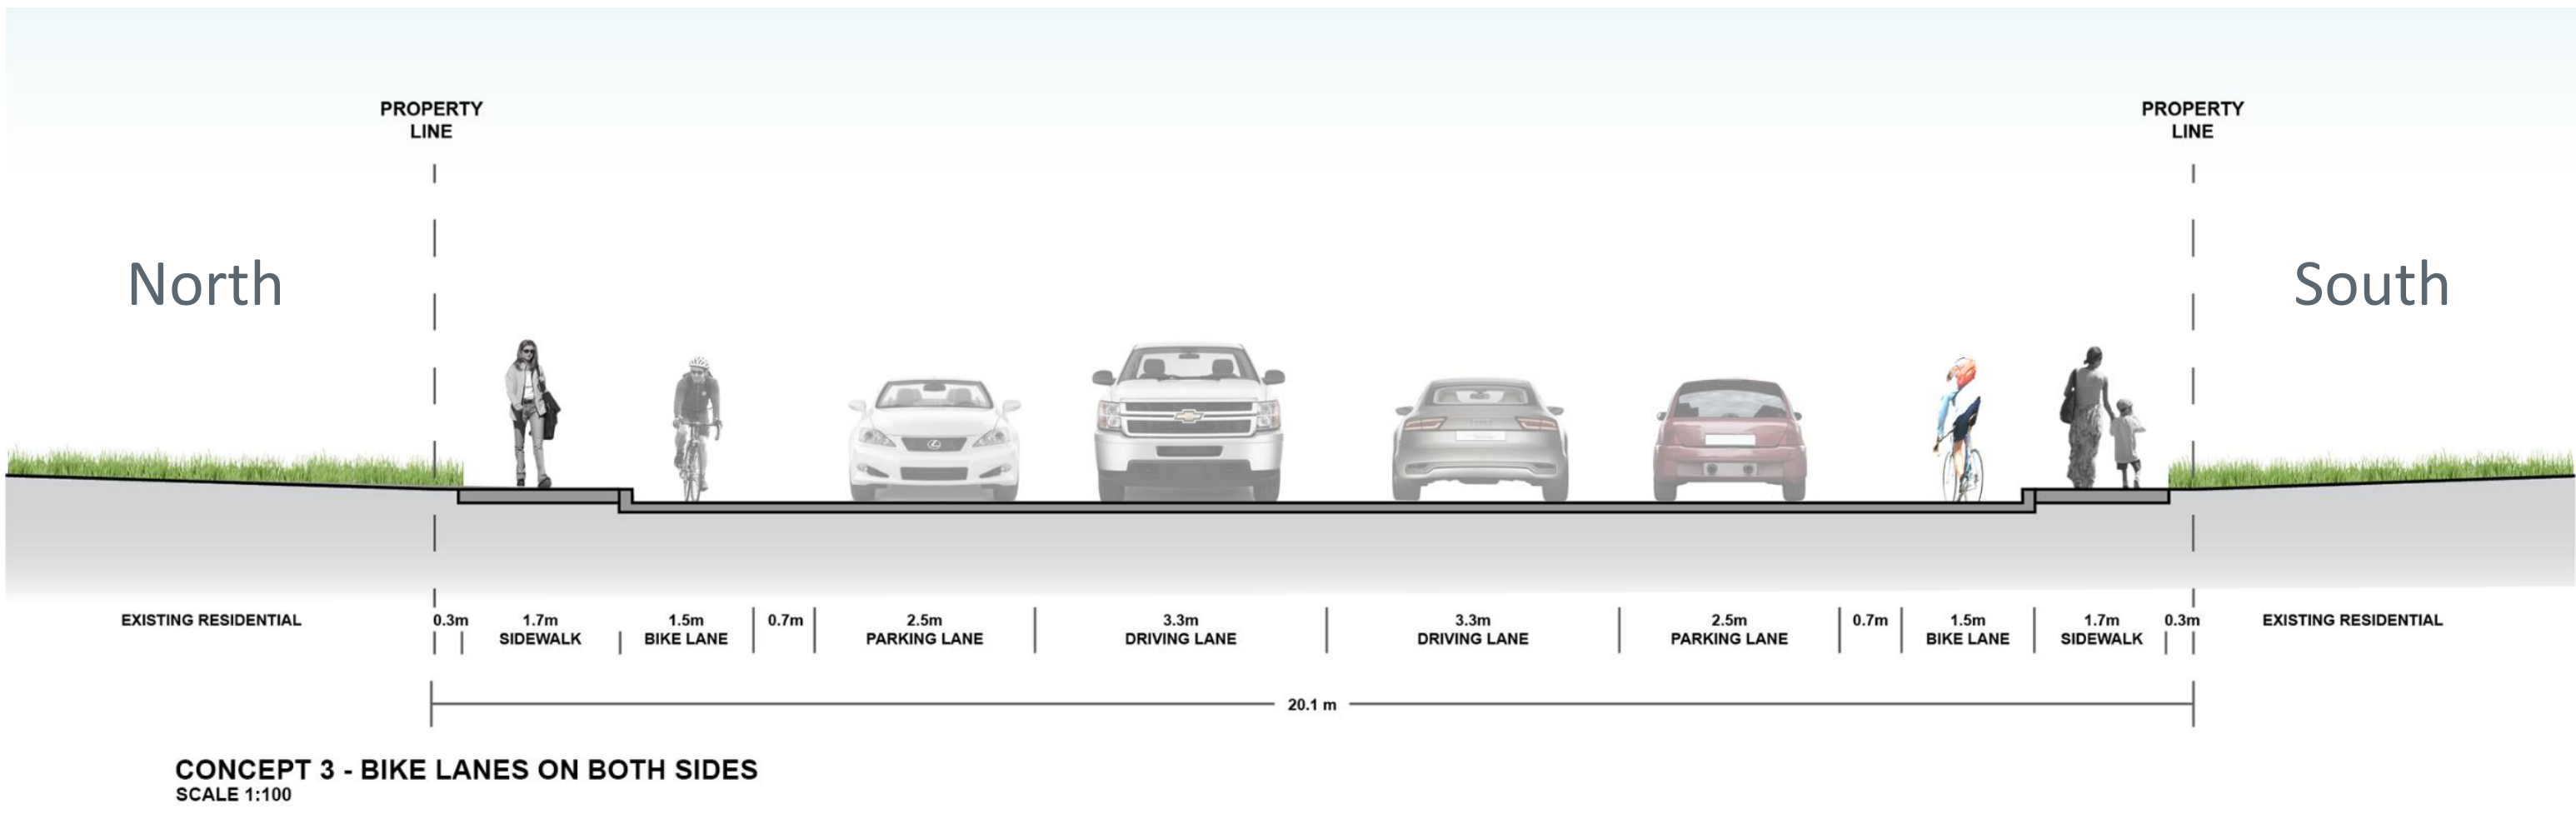 PROPERTY
LINE
PROPERTY
LINE
North
South
EXISTING RESIDENTIAL
0.3m
1.7m
SIDEWALK
1.5m
BIKE LANE
0.7m
2.5m
PARKING LANE
3.3m
DRIVING LANE
3.3m
DRIVING LANE
2.5m
PARKING LANE
0.7m
1.5m
BIKE LANE
1.7m
SIDEWALK
0.3m
EXISTING RESIDENTIAL
20.1 m
CONCEPT 3 - BIKE LANES ON BOTH SIDES
SCALE 1:100